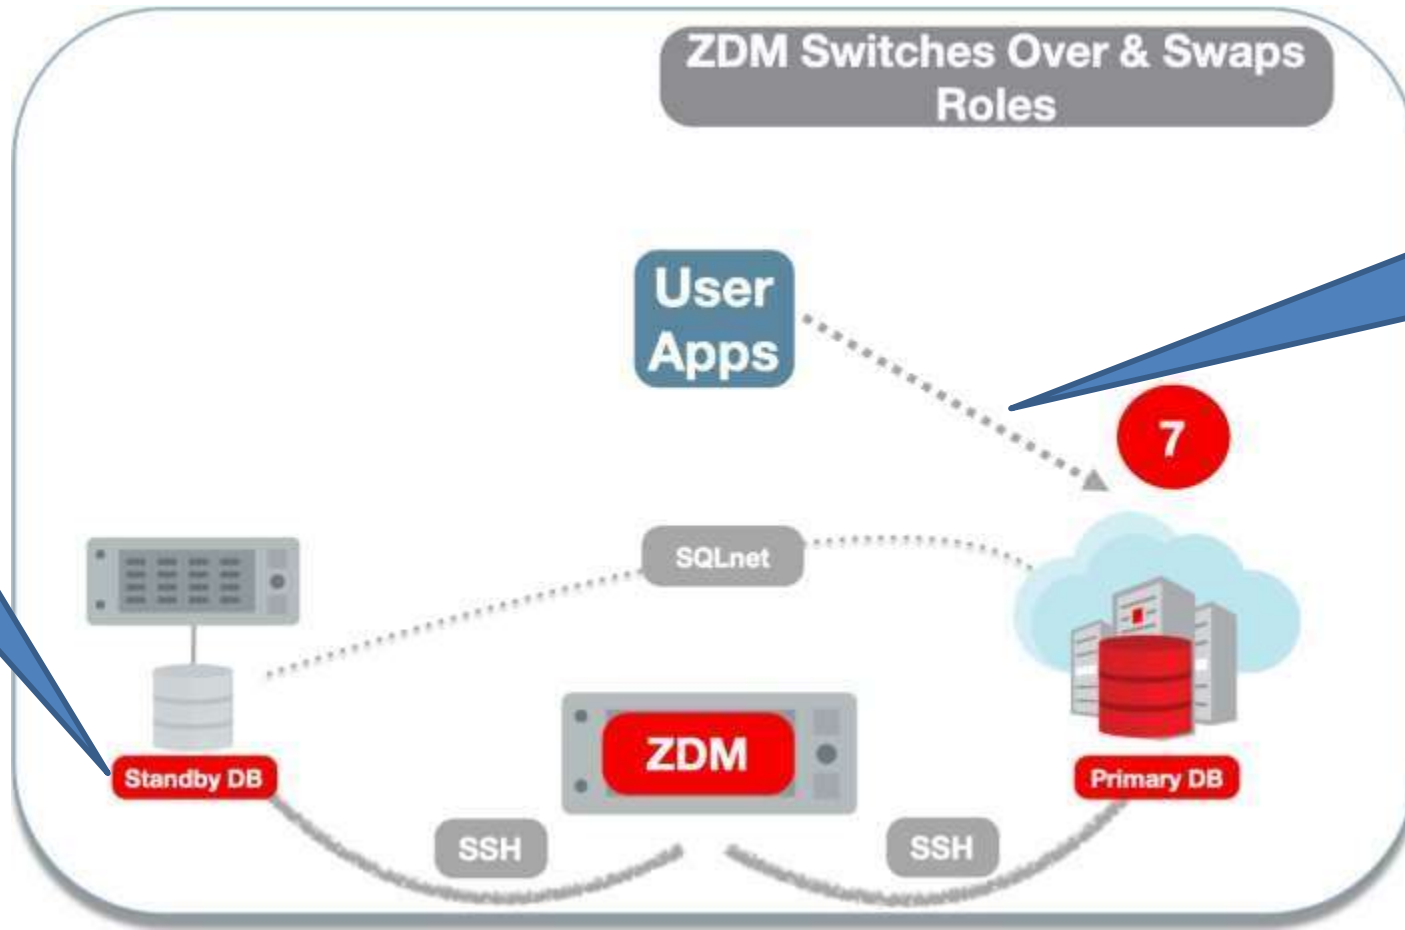 ZDM Switches Over & Swaps
Roles
User
Apps
7
SQLnet
ZDM
Standby DB
Primary DB
SSH
SSH